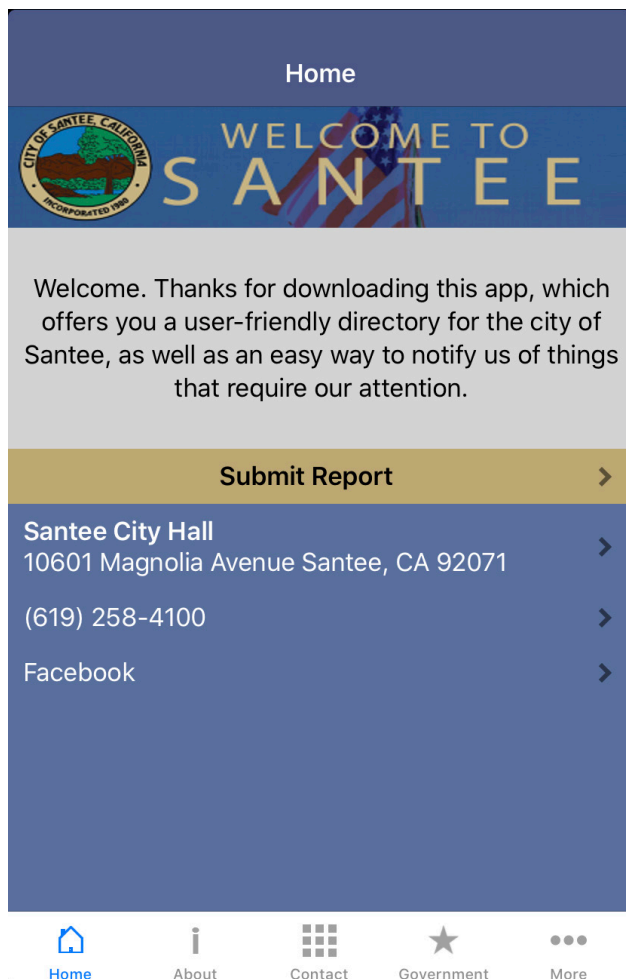 Home
CITY OF SANTEE, CALIFORNIA
INCORPORATED 1980
WELCOME TO
SANTEE
Welcome. Thanks for downloading this app, which
offers you a user-friendly directory for the city of
Santee, as well as an easy way to notify us of things
that require our attention.
Submit Report
Santee City Hall
10601 Magnolia Avenue Santee, CA 92071
(619) 258-4100
Facebook
Home About Contact Government More